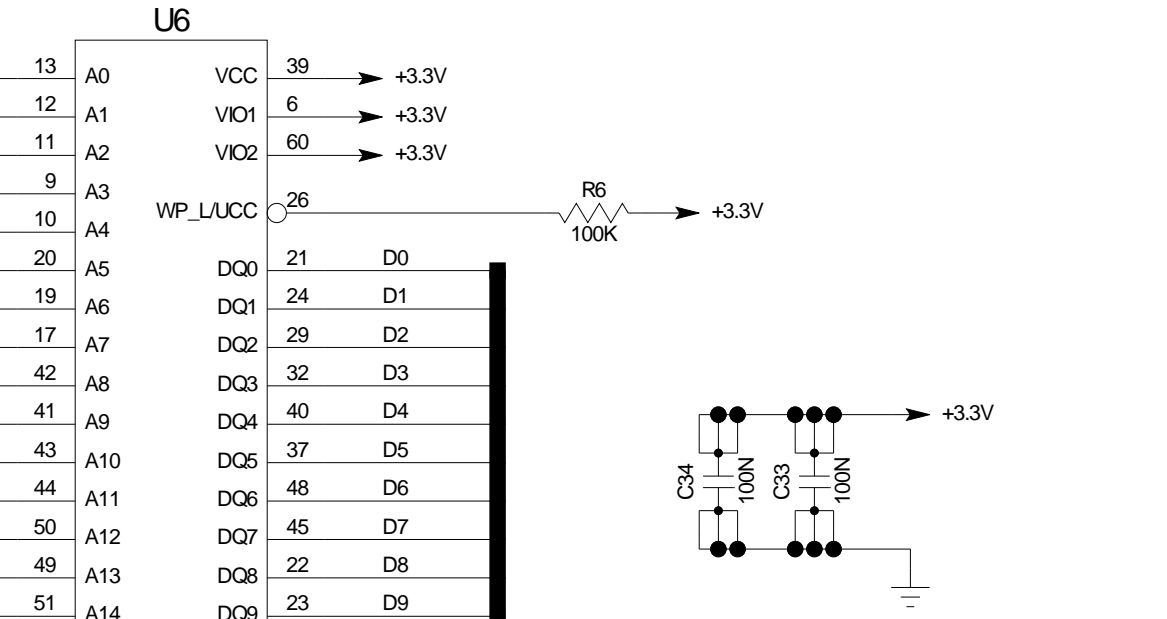 U6
13 A0 VCC 39 +3.3V
12 A1 VIO1 6 +3.3V
11 A2 VIO2 60 +3.3V
9 A3
WP_L/UCC 26 R6 100K +3.3V
10 A4
20 A5 DQ0 21 D0
19 A6 DQ1 24 D1
17 A7 DQ2 29 D2
42 A8 DQ3 32 D3
41 A9 DQ4 40 D4
+3.3V
43 A10 DQ5 37 D5
C34 100N C33 100N
44 A11 DQ6 48 D6
50 A12 DQ7 45 D7
49 A13 DQ8 22 D8
51 A14 DQ9 23 D9